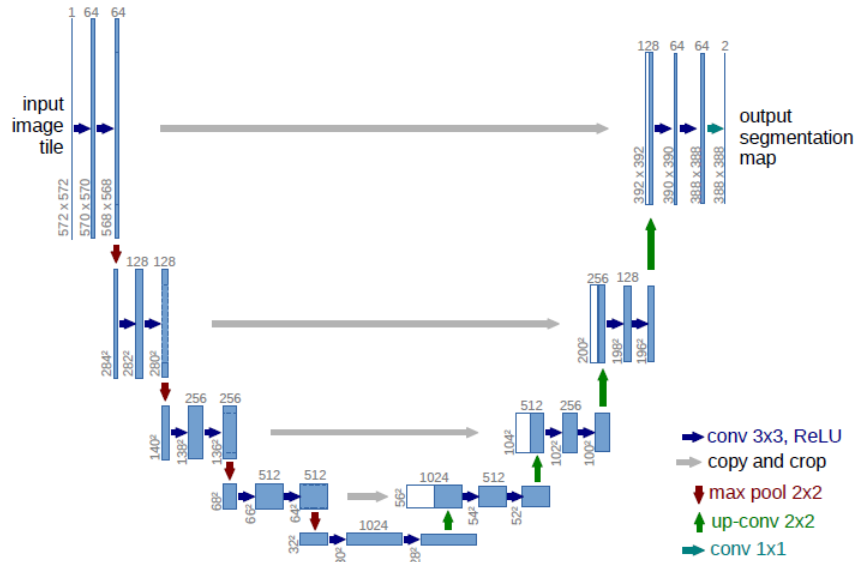 1 64 64
128 64 64 2
input
image
tile
output
segmentation
map
572 x 572
570 x 570
568 x 568
392 x 392
390 x 390
388 x 388
388 x 388
128 128
256 128
284²
282²
280²
200²
198²
196²
256 256
512 256
140²
138²
136²
104²
102²
100²
512 512
1024 512
68²
66²
64²
56²
54²
52²
1024
32²
conv 3x3, ReLU
copy and crop
max pool 2x2
up-conv 2x2
conv 1x1